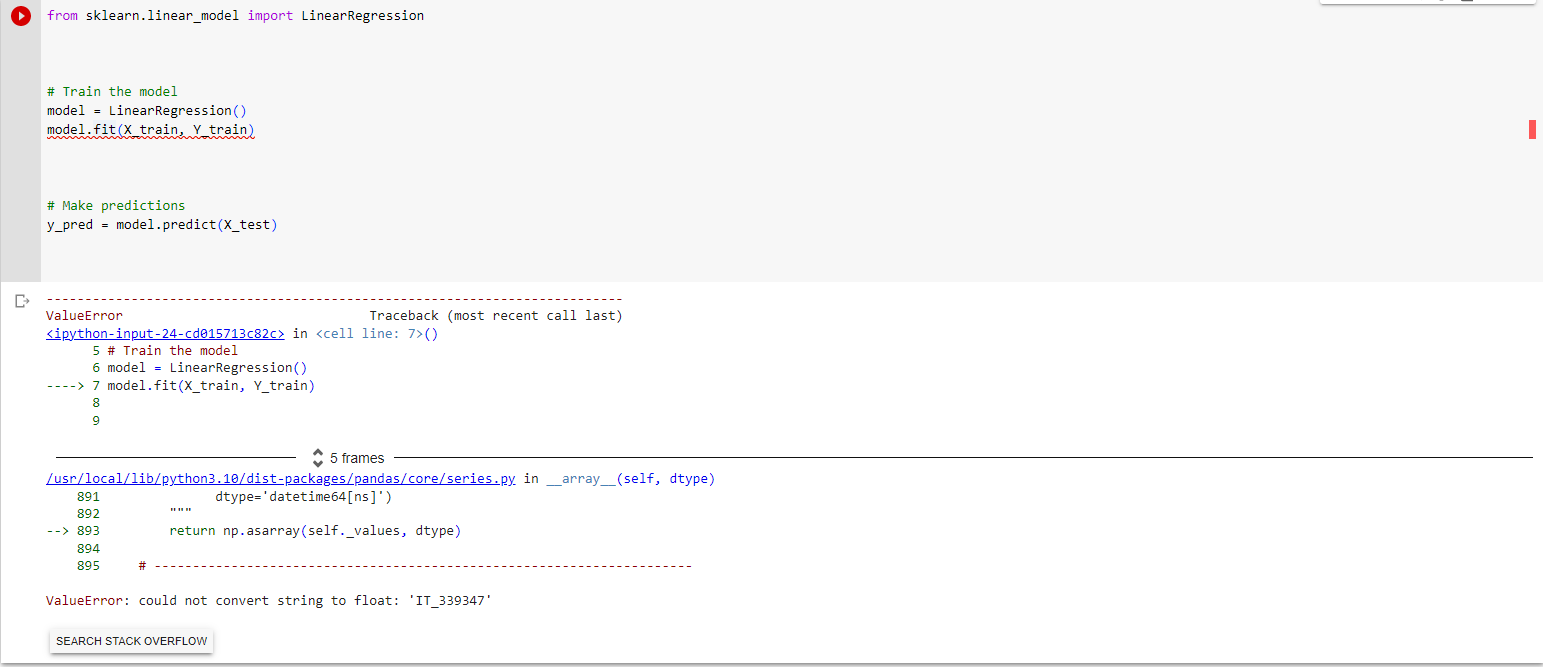 from sklearn.linear_model import LinearRegression
# Train the model
model = LinearRegression()
model.fit(X_train, Y_train)
# Make predictions
y_pred = model.predict(X_test)
---------------------------------------------------------------------------
ValueError                                Traceback (most recent call last)
<ipython-input-24-cd015713c82c> in <cell line: 7>()
      5 # Train the model
      6 model = LinearRegression()
----> 7 model.fit(X_train, Y_train)
      8
      9
5 frames
/usr/local/lib/python3.10/dist-packages/pandas/core/series.py in __array__(self, dtype)
    891               dtype='datetime64[ns]')
    892         """
--> 893         return np.asarray(self._values, dtype)
    894
    895     # ----------------------------------------------------------------------
ValueError: could not convert string to float: 'IT_339347'
SEARCH STACK OVERFLOW